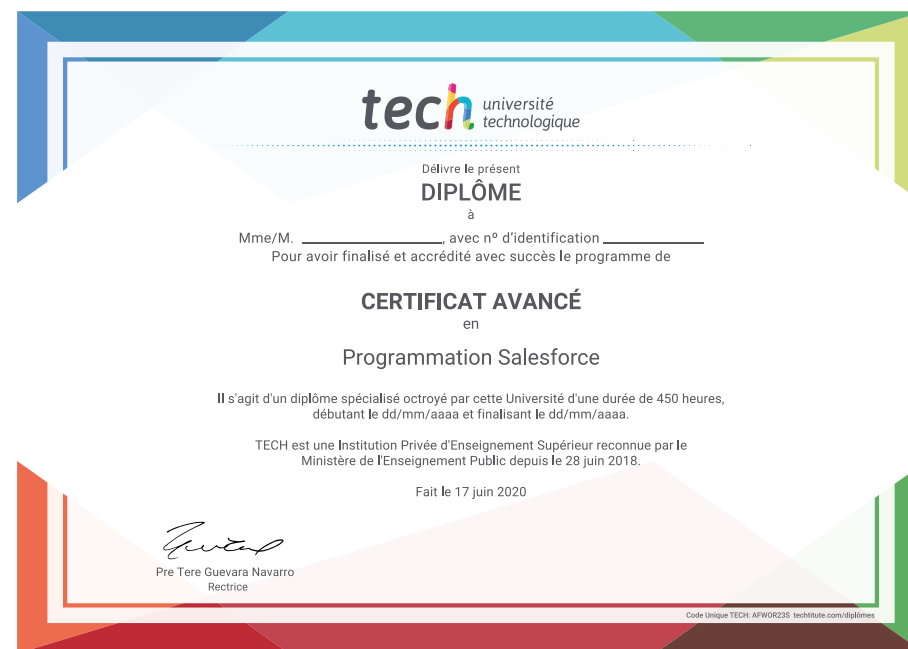 tech université
technologique
Délivre le présent
DIPLÔME
à
Mme/M. ____________________, avec nº d'identification ______________
Pour avoir finalisé et accrédité avec succès le programme de
CERTIFICAT AVANCÉ
en
Programmation Salesforce
Il s'agit d'un diplôme spécialisé octroyé par cette Université d'une durée de 450 heures,
débutant le dd/mm/aaaa et finalisant le dd/mm/aaaa.
TECH est une Institution Privée d'Enseignement Supérieur reconnue par le
Ministère de l'Enseignement Public depuis le 28 juin 2018.
Fait le 17 juin 2020
Pre Tere Guevara Navarro
Rectrice
Code Unique TECH: AFWOR23S techtitute.com/diplômes